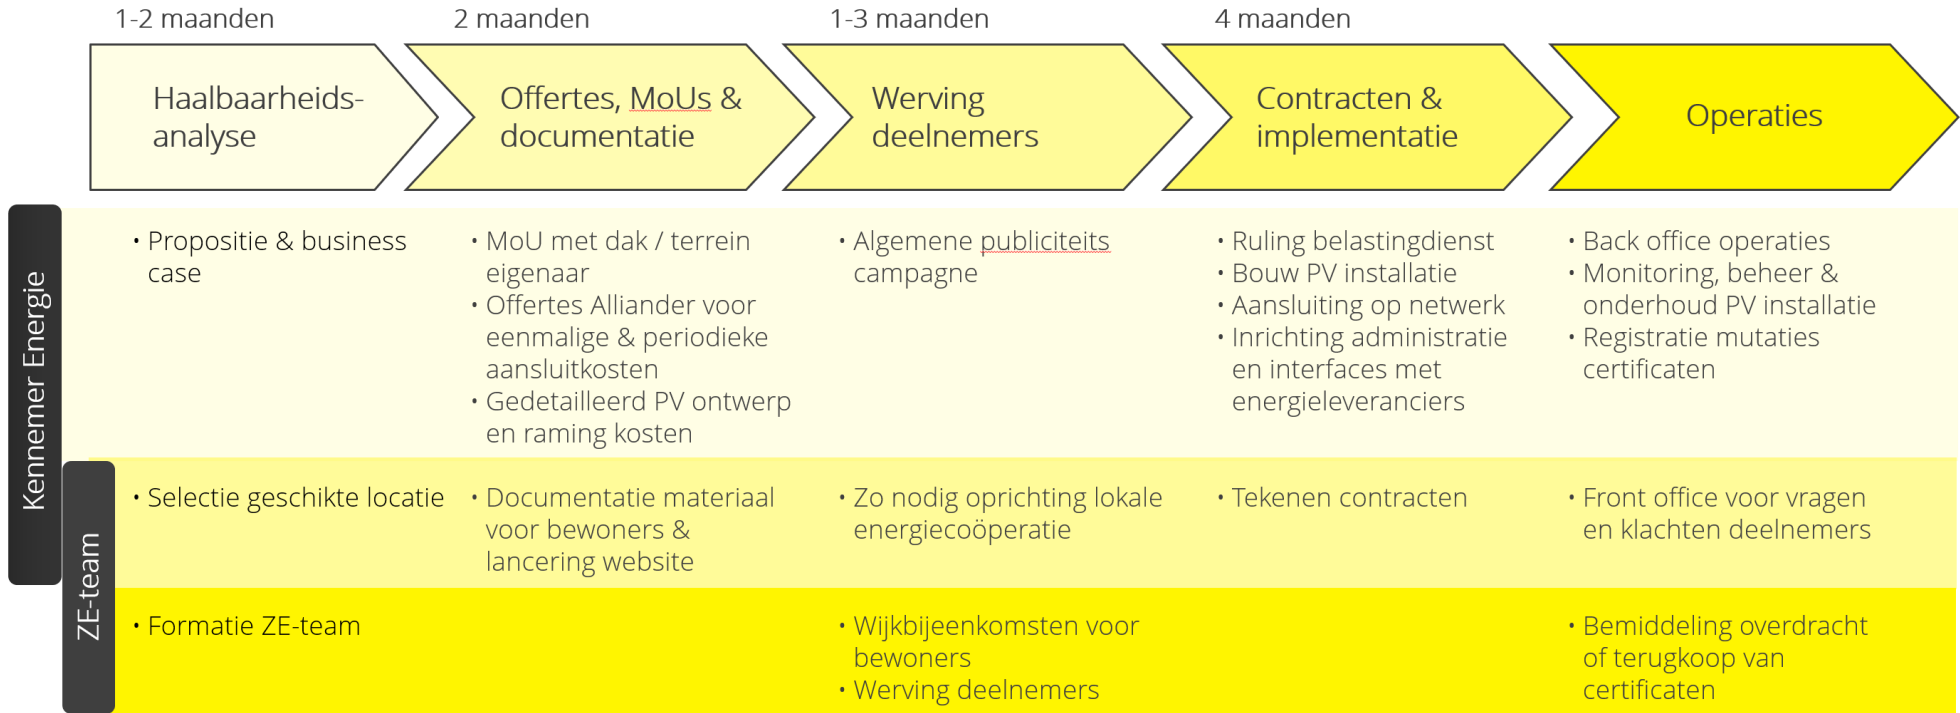 1-2 maanden
2 maanden
1-3 maanden
4 maanden
Haalbaarheids-
analyse
Offertes, MoUs &
documentatie
Werving
deelnemers
Contracten &
implementatie
Operaties
Kennemer Energie
• Propositie & business
case
• MoU met dak / terrein
eigenaar
• Offertes Alliander voor
eenmalige & periodieke
aansluitkosten
• Gedetailleerd PV ontwerp
en raming kosten
• Algemene publiciteits
campagne
• Ruling belastingdienst
• Bouw PV installatie
• Aansluiting op netwerk
• Inrichting administratie
en interfaces met
energieleveranciers
• Back office operaties
• Monitoring, beheer &
onderhoud PV installatie
• Registratie mutaties
certificaten
ZE-team
• Selectie geschikte locatie
• Documentatie materiaal
voor bewoners &
lancering website
• Zo nodig oprichting lokale
energiecoöperatie
• Tekenen contracten
• Front office voor vragen
en klachten deelnemers
• Formatie ZE-team
• Wijkbijeenkomsten voor
bewoners
• Werving deelnemers
• Bemiddeling overdracht
of terugkoop van
certificaten